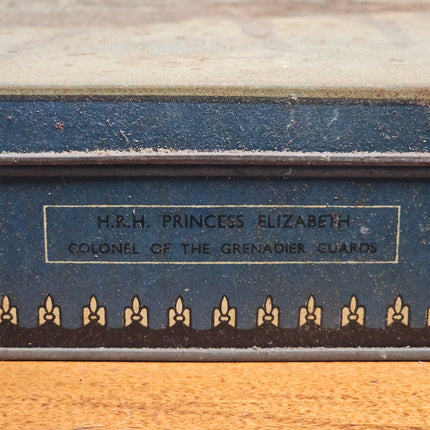 H.R.H. PRINCESS ELIZABETH
COLONEL OF THE GRENADIER GUARDS